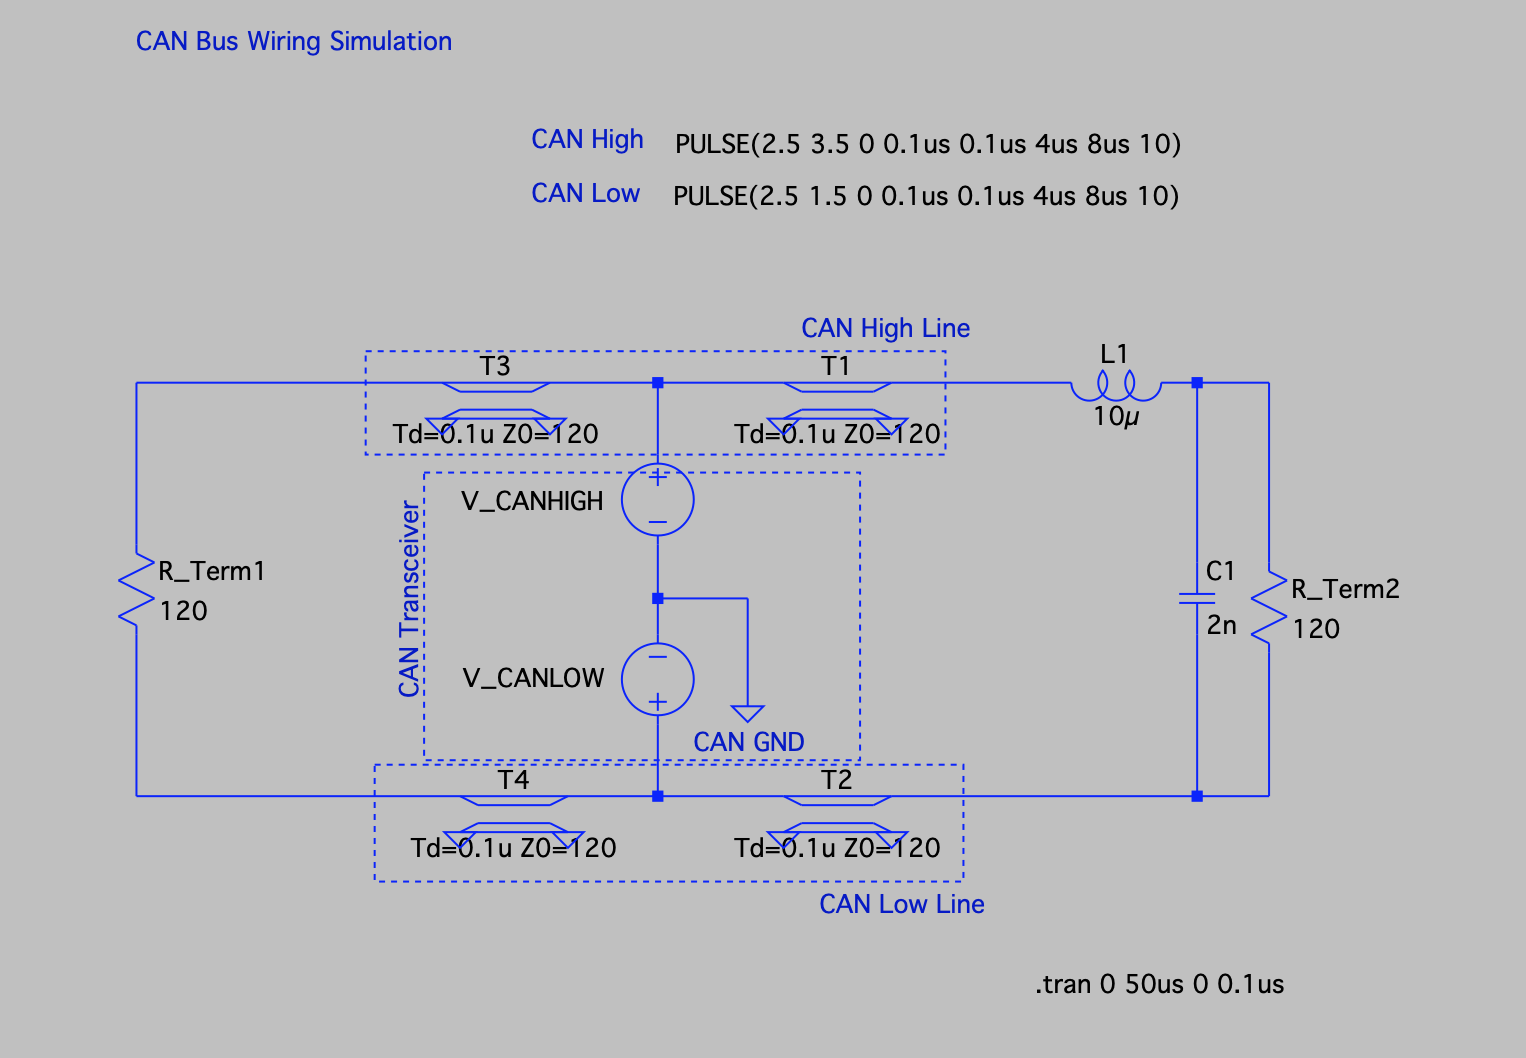 CAN Bus Wiring Simulation
CAN High PULSE(2.5 3.5 0 0.1us 0.1us 4us 8us 10)
CAN Low PULSE(2.5 1.5 0 0.1us 0.1us 4us 8us 10)
CAN High Line
T3
T1
L1
10µ
Td=0.1u Z0=120
Td=0.1u Z0=120
V_CANHIGH
CAN Transceiver
R_Term1
120
C1
2n
R_Term2
120
V_CANLOW
CAN GND
T4
T2
Td=0.1u Z0=120
Td=0.1u Z0=120
CAN Low Line
.tran 0 50us 0 0.1us